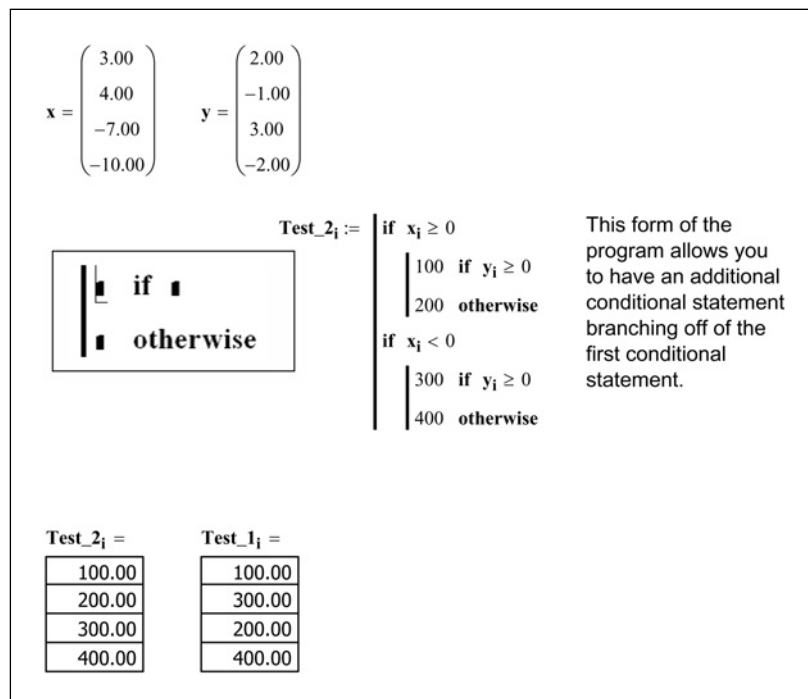 x = ( 3.00 4.00 −7.00 −10.00 )
y = ( 2.00 −1.00 3.00 −2.00 )
if
otherwise
Test_2i := if xi ≥ 0
100 if yi ≥ 0
200 otherwise
if xi < 0
300 if yi ≥ 0
400 otherwise
This form of the
program allows you
to have an additional
conditional statement
branching off of the
first conditional
statement.
Test_2i =
100.00
200.00
300.00
400.00
Test_1i =
100.00
300.00
200.00
400.00